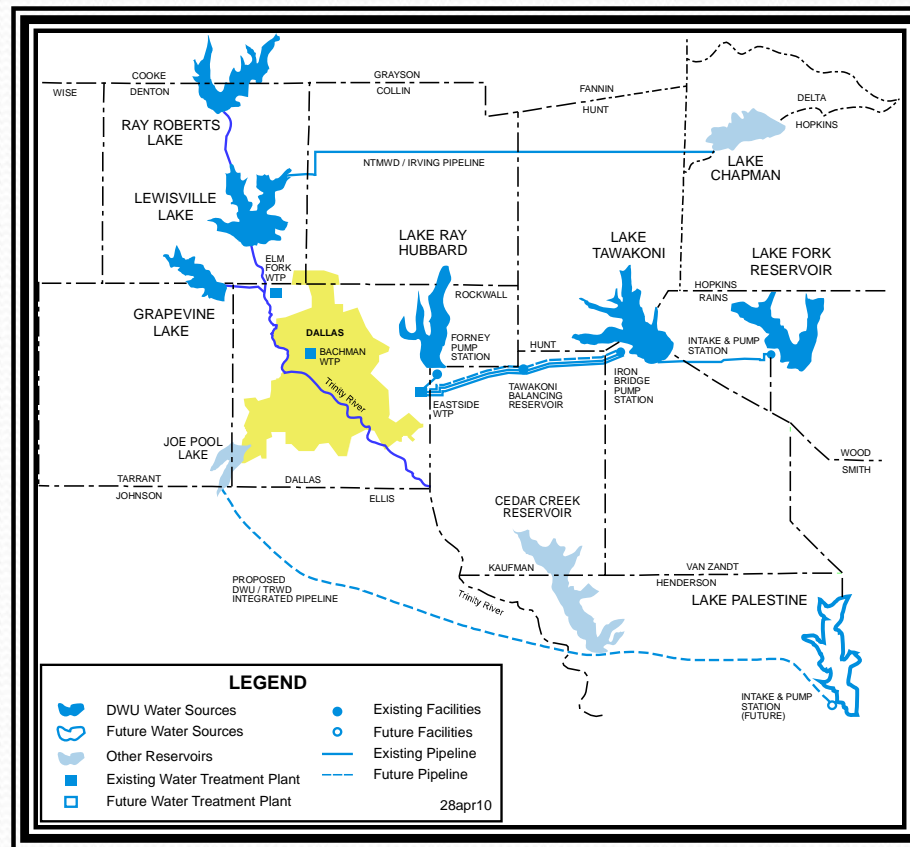 COOKE
DENTON
WISE
GRAYSON
COLLIN
FANNIN
HUNT
DELTA
HOPKINS
RAY ROBERTS
LAKE
NTMWD / IRVING PIPELINE
LAKE
CHAPMAN
LEWISVILLE
LAKE
LAKE RAY
HUBBARD
LAKE
TAWAKONI
LAKE FORK
RESERVOIR
ELM
FORK
WTP
HOPKINS
RAINS
ROCKWALL
GRAPEVINE
LAKE
DALLAS
BACHMAN
WTP
FORNEY
PUMP
STATION
HUNT
INTAKE & PUMP
STATION
IRON
BRIDGE
PUMP
STATION
TAWAKONI
BALANCING
RESERVOIR
EASTSIDE
WTP
Trinity River
JOE POOL
LAKE
WOOD
SMITH
TARRANT
JOHNSON
DALLAS
ELLIS
CEDAR CREEK
RESERVOIR
KAUFMAN
VAN ZANDT
HENDERSON
PROPOSED
DWU / TRWD
INTEGRATED PIPELINE
Trinity River
LAKE PALESTINE
INTAKE & PUMP
STATION
(FUTURE)
LEGEND
DWU Water Sources
Future Water Sources
Other Reservoirs
Existing Water Treatment Plant
Future Water Treatment Plant
Existing Facilities
Future Facilities
Existing Pipeline
Future Pipeline
28apr10